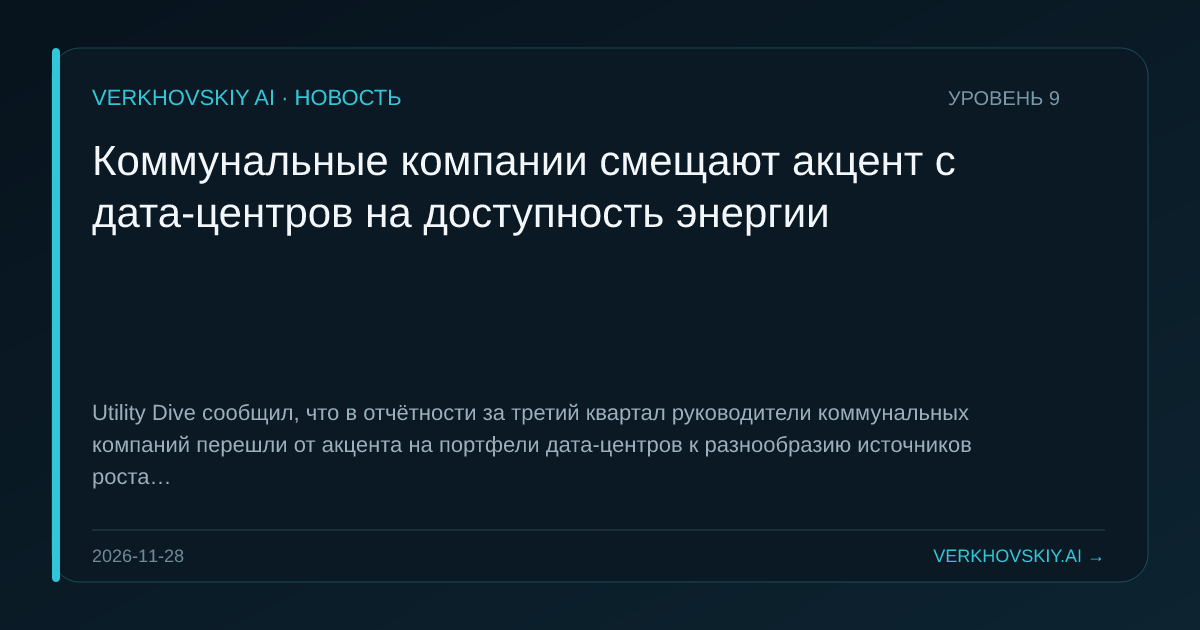 VERKHOVSKIY AI · НОВОСТЬ
УРОВЕНЬ 9
Коммунальные компании смещают акцент с
дата-центров на доступность энергии
Utility Dive сообщил, что в отчётности за третий квартал руководители коммунальных
компаний перешли от акцента на портфели дата-центров к разнообразию источников
роста…
2026-11-28
VERKHOVSKIY.AI →